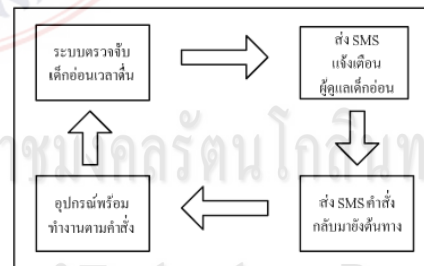 ระบบตรวจจับ
เด็กอ่อนเวลาตื่น
ส่ง SMS
แจ้งเตือน
ผู้ดูแลเด็กอ่อน
อุปกรณ์พร้อม
ทำงานตามคำสั่ง
ส่ง SMS คำสั่ง
กลับมายังต้นทาง